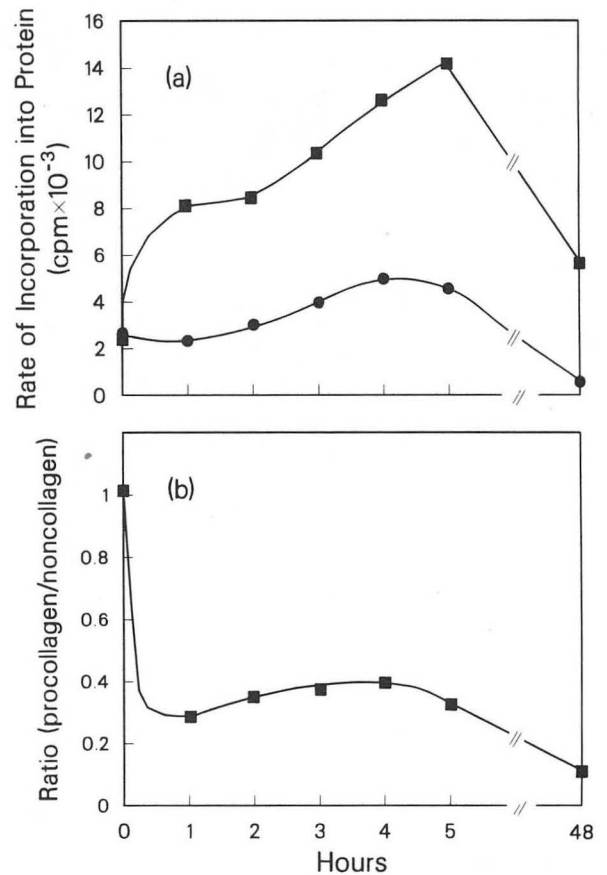 Rate of Incorporation into Protein
(cpm×10⁻³)
16
14
12
10
8
6
4
2
0
(a)
Ratio (procollagen/noncollagen)
1
0.8
0.6
0.4
0.2
0
(b)
0 1 2 3 4 5 48
Hours